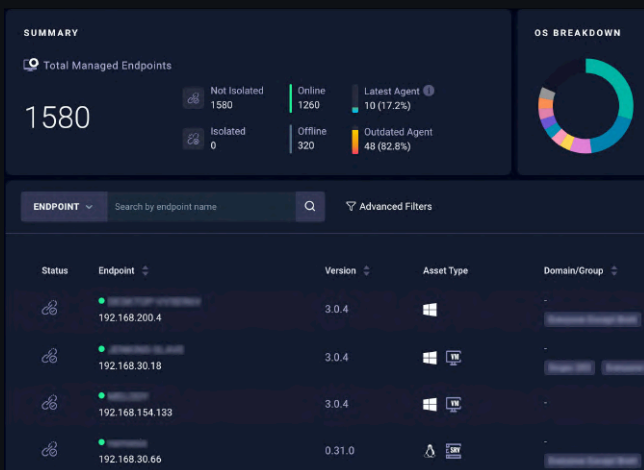 SUMMARY
Total Managed Endpoints
1580
Not Isolated
1580
Isolated
0
Online
1260
Offline
320
Latest Agent
10 (17.2%)
Outdated Agent
48 (82.8%)
OS BREAKDOWN
ENDPOINT
Search by endpoint name
Advanced Filters
Status Endpoint Version Asset Type Domain/Group
192.168.200.4 3.0.4 -
192.168.30.18 3.0.4 VM -
192.168.154.133 3.0.4 VM -
192.168.30.66 0.31.0 SRV -